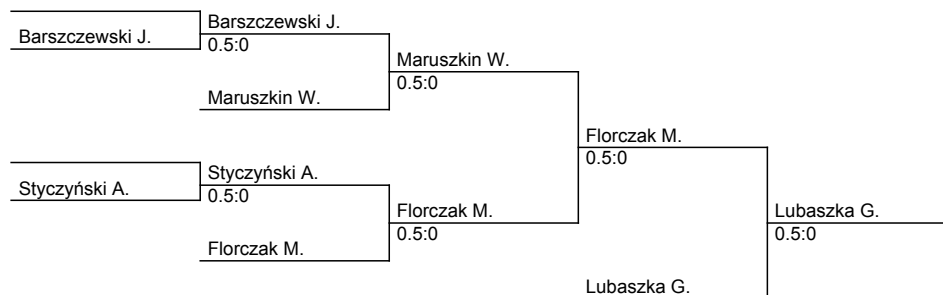 Barszczewski J.
Barszczewski J.
0.5:0
Maruszkin W.
Maruszkin W.
0.5:0
Styczyński A.
Styczyński A.
0.5:0
Florczak M.
Florczak M.
0.5:0
Florczak M.
0.5:0
Lubaszka G.
Lubaszka G.
0.5:0